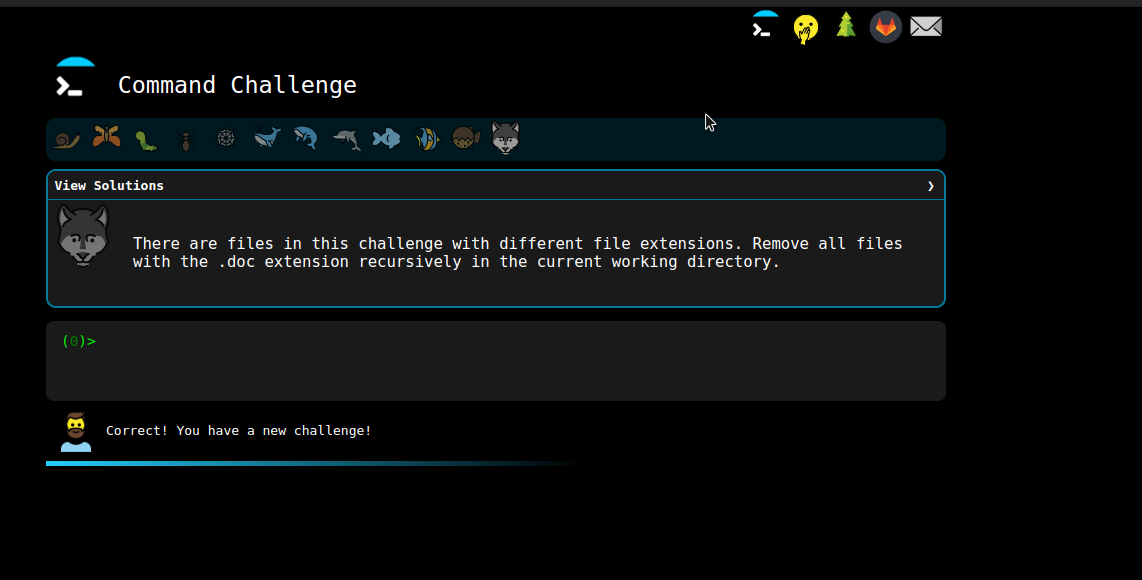 Command Challenge
View Solutions ❯
There are files in this challenge with different file extensions. Remove all files
with the .doc extension recursively in the current working directory.
(0)>
Correct! You have a new challenge!